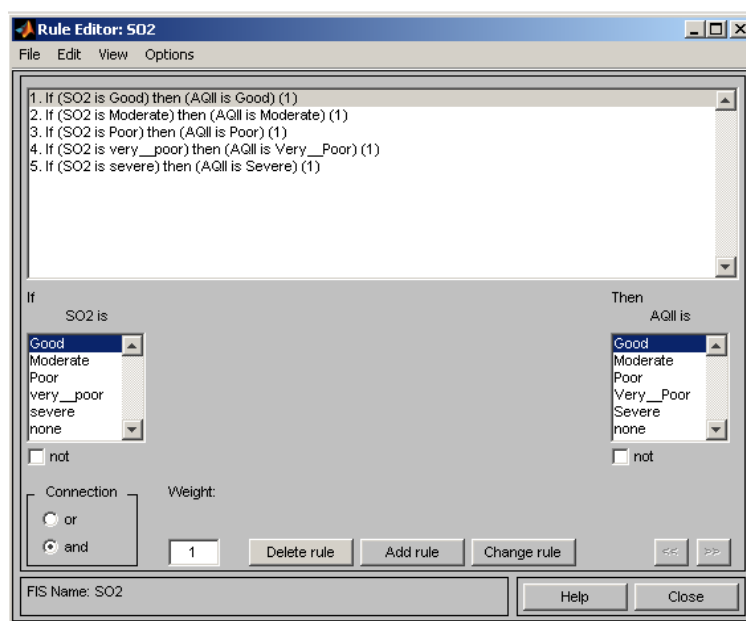 Rule Editor: SO2
File Edit View Options
1. If (SO2 is Good) then (AQII is Good) (1)
2. If (SO2 is Moderate) then (AQII is Moderate) (1)
3. If (SO2 is Poor) then (AQII is Poor) (1)
4. If (SO2 is very__poor) then (AQII is Very__Poor) (1)
5. If (SO2 is severe) then (AQII is Severe) (1)
If
SO2 is
Good
Moderate
Poor
very__poor
severe
none
not
Then
AQII is
Good
Moderate
Poor
Very__Poor
Severe
none
not
Connection
or
and
Weight:
1
Delete rule Add rule Change rule << >>
FIS Name: SO2 Help Close